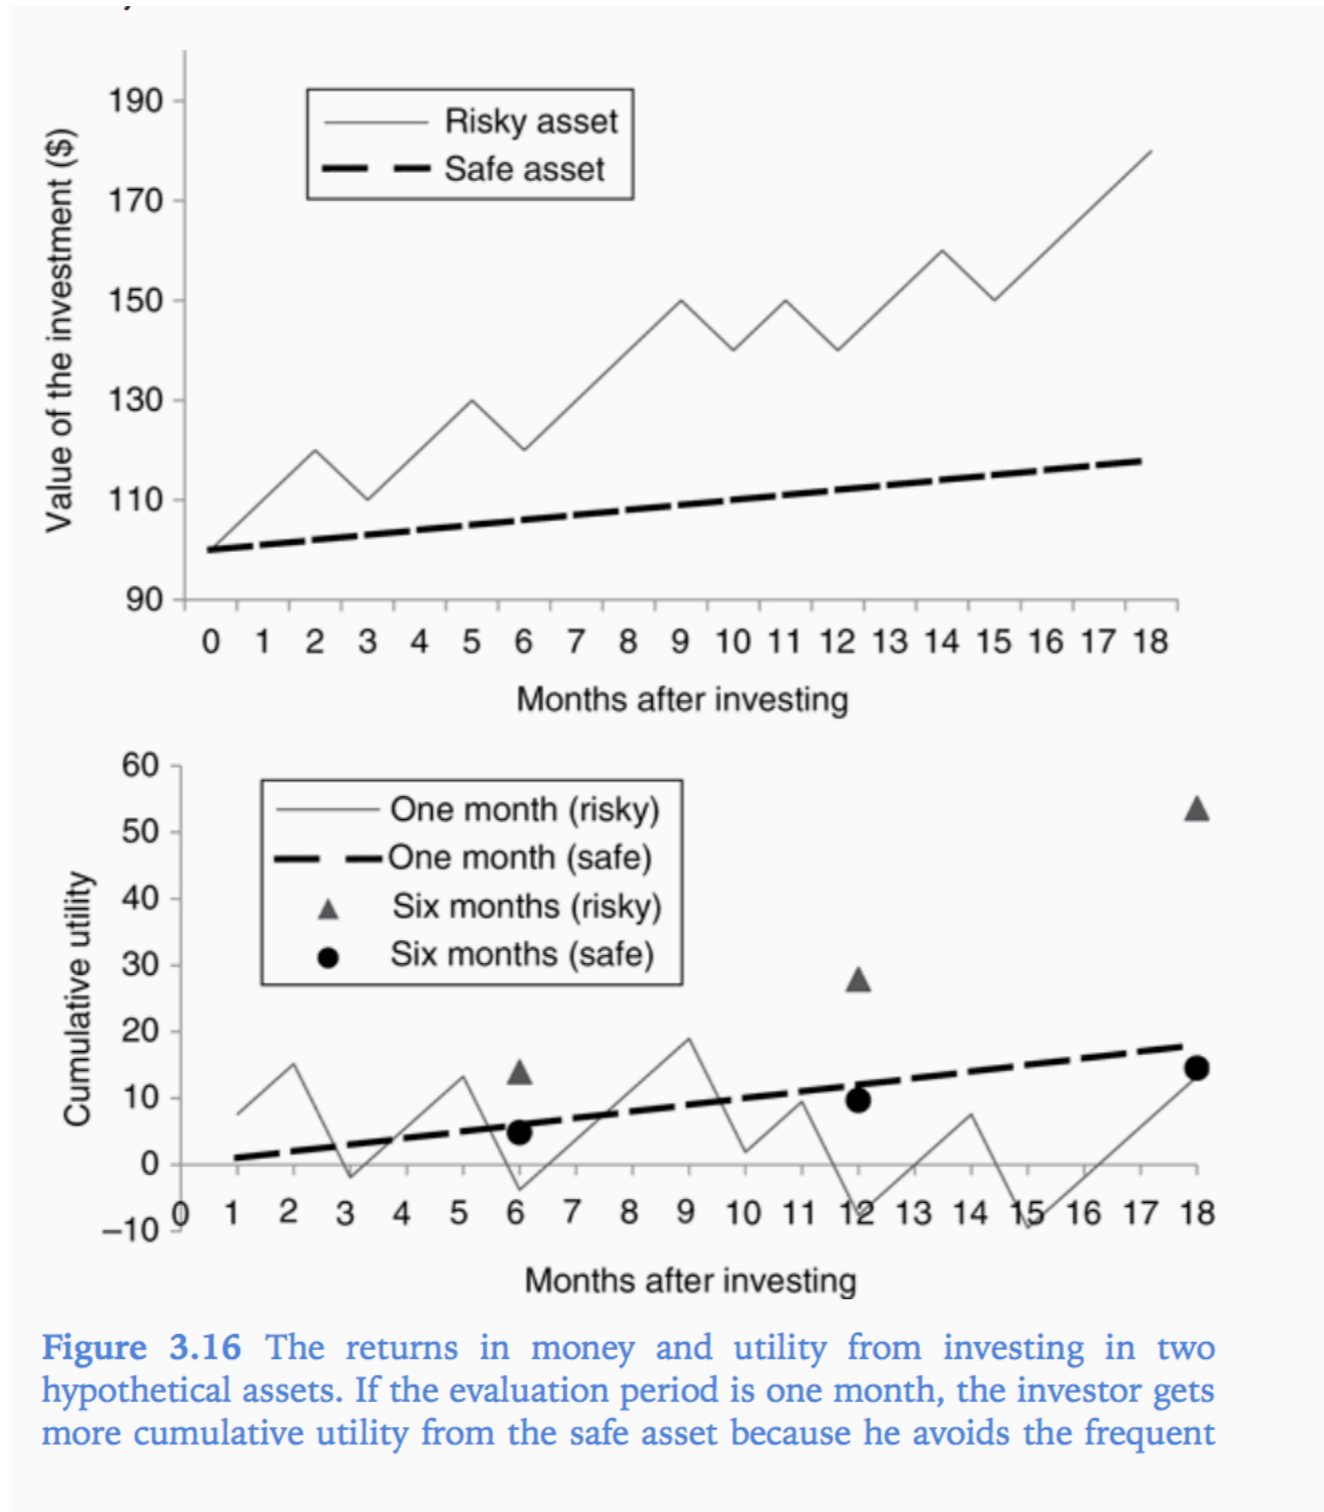 190
170
150
130
110
90
Value of the investment ($)
Risky asset
Safe asset
0 1 2 3 4 5 6 7 8 9 10 11 12 13 14 15 16 17 18
Months after investing
60
50
40
30
20
10
0
–10
Cumulative utility
One month (risky)
One month (safe)
Six months (risky)
Six months (safe)
0 1 2 3 4 5 6 7 8 9 10 11 12 13 14 15 16 17 18
Months after investing
Figure 3.16 The returns in money and utility from investing in two
hypothetical assets. If the evaluation period is one month, the investor gets
more cumulative utility from the safe asset because he avoids the frequent